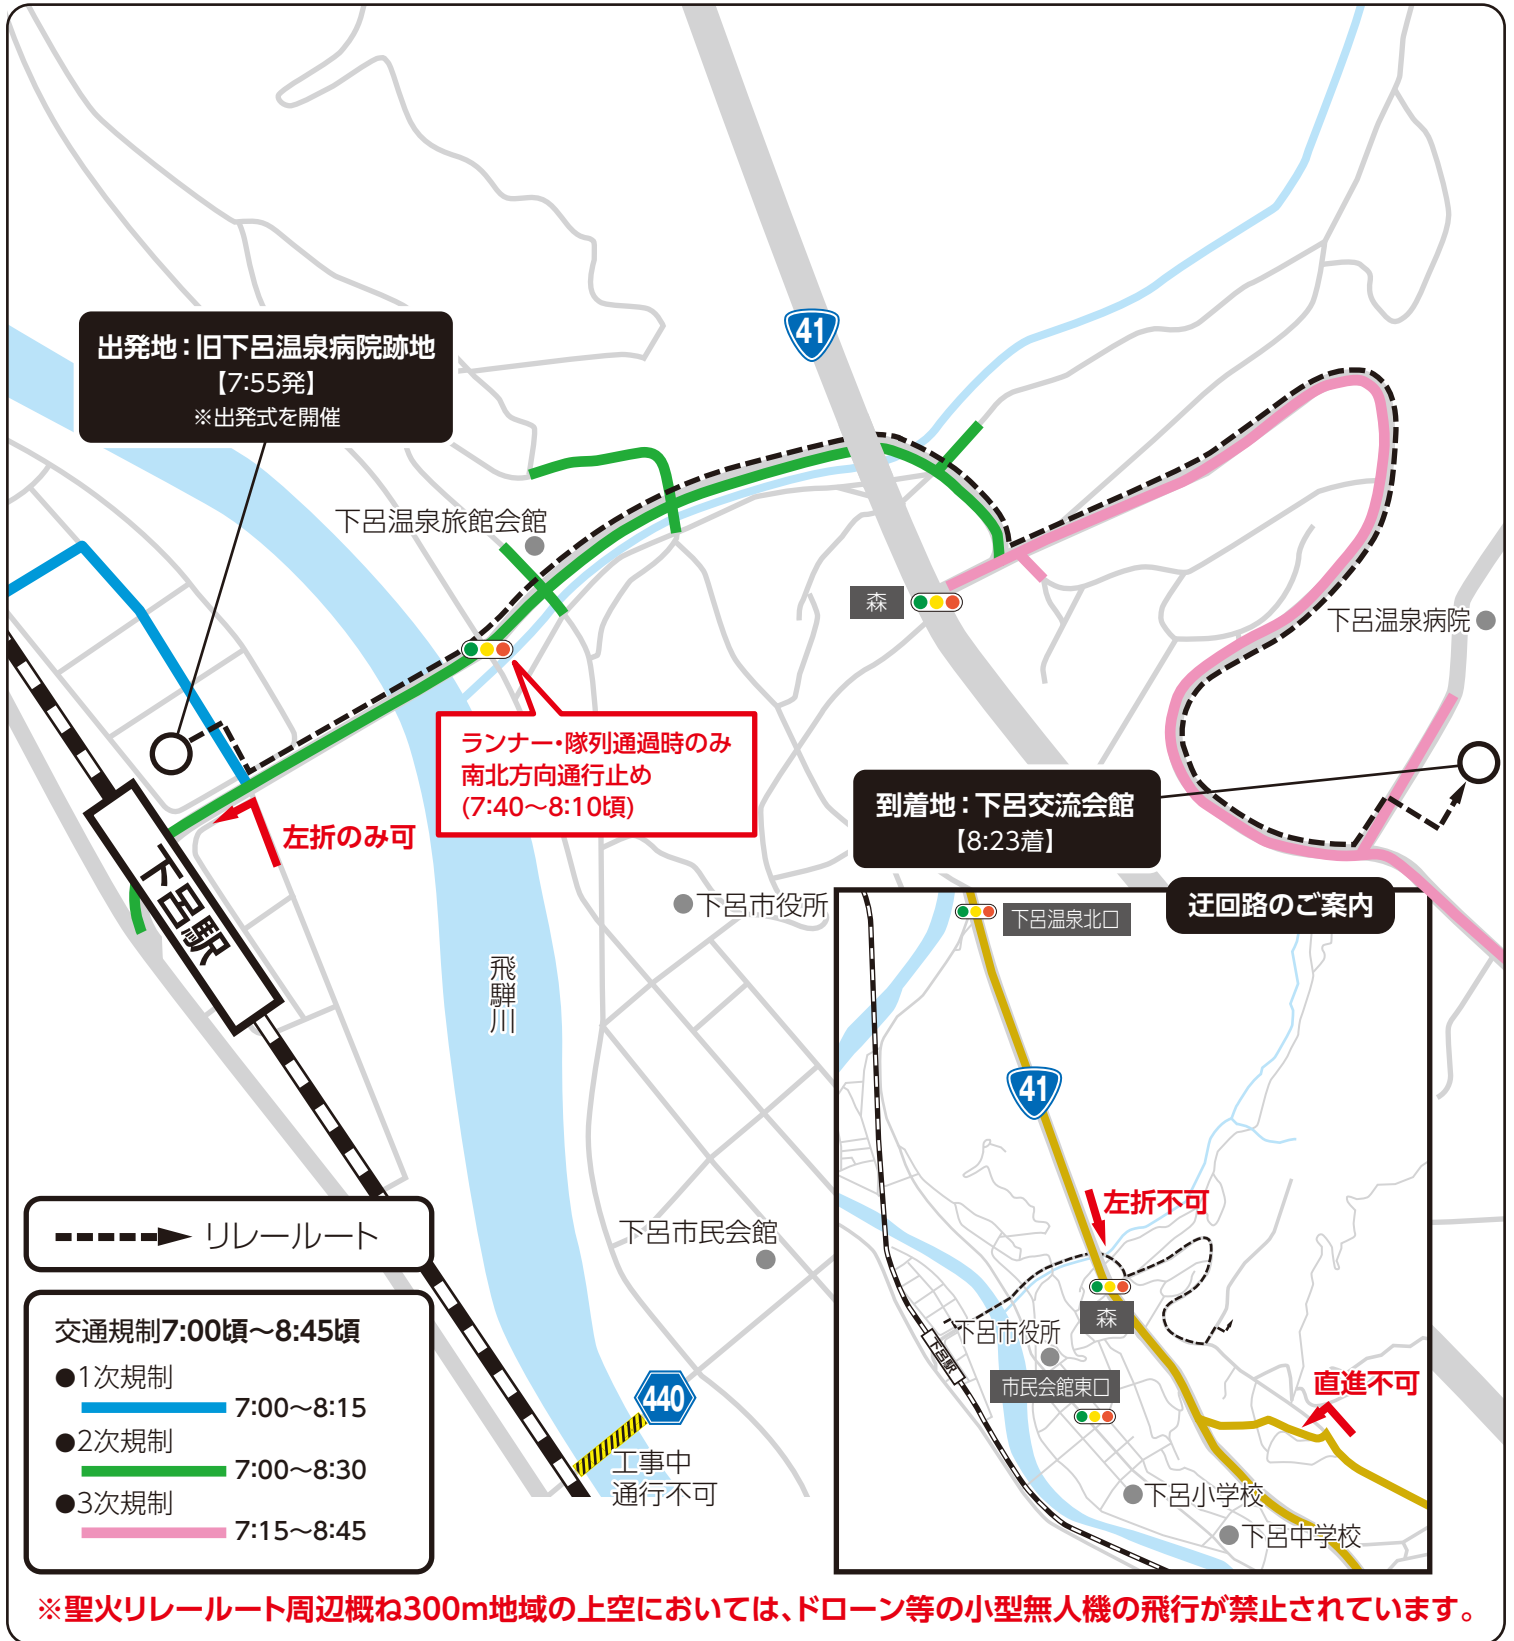 41
出発地：旧下呂温泉病院跡地
【7:55発】
※出発式を開催
下呂温泉旅館会館
森
下呂温泉病院
ランナー・隊列通過時のみ
南北方向通行止め
(7:40〜8:10頃)
左折のみ可
到着地：下呂交流会館
【8:23着】
下呂駅
下呂市役所
飛騨川
下呂市民会館
440
工事中
通行不可
リレールート
交通規制7:00頃〜8:45頃
●1次規制
7:00〜8:15
●2次規制
7:00〜8:30
●3次規制
7:15〜8:45
迂回路のご案内
下呂温泉北口
41
左折不可
森
下呂市役所
下呂駅
市民会館東口
直進不可
下呂小学校
下呂中学校
※聖火リレールート周辺概ね300m地域の上空においては、ドローン等の小型無人機の飛行が禁止されています。